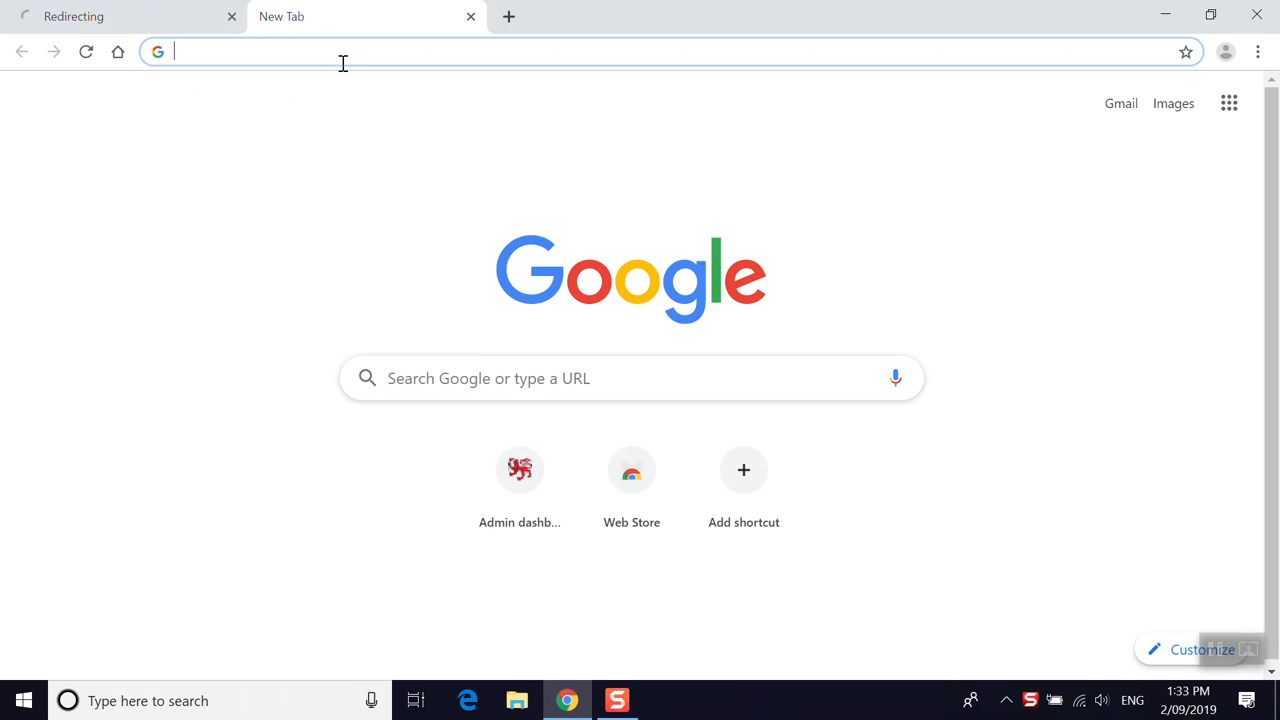 Redirecting
New Tab
Gmail Images
Google
Search Google or type a URL
Admin dashb... Web Store Add shortcut
Customize
Type here to search
ENG
1:33 PM
2/09/2019